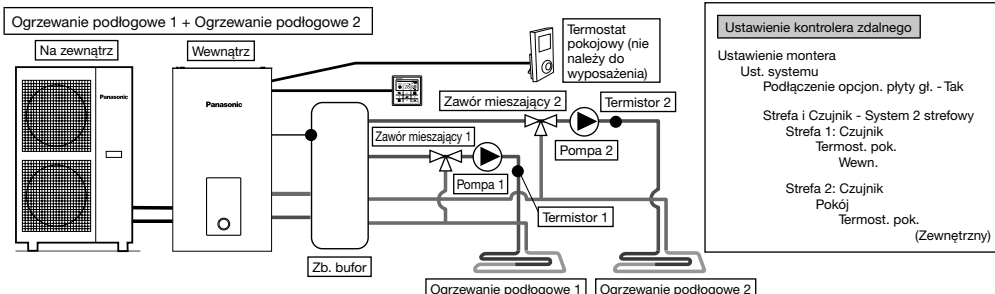 Ogrzewanie podłogowe 1 + Ogrzewanie podłogowe 2
Na zewnątrz
Wewnątrz
Panasonic
Panasonic
Termostat
pokojowy (nie
należy do
wyposażenia)
Zawór mieszający 2
Termistor 2
Zawór mieszający 1
Pompa 2
Pompa 1
Termistor 1
Zb. bufor
Ogrzewanie podłogowe 1
Ogrzewanie podłogowe 2
Ustawienie kontrolera zdalnego
Ustawienie montera
Ust. systemu
Podłączenie opcjon. płyty gł. - Tak
Strefa i Czujnik - System 2 strefowy
Strefa 1: Czujnik
Termost. pok.
Wewn.
Strefa 2: Czujnik
Pokój
Termost. pok.
(Zewnętrzny)